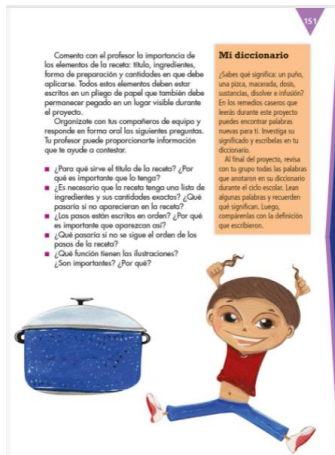 151
Comenta con el profesor la importancia de
los elementos de la receta: título, ingredientes,
forma de preparación y cantidades en que debe
aplicarse. Todos estos elementos deben estar
escritos en un pliego de papel que también debe
permanecer pegado en un lugar visible durante
el proyecto.
Organízate con tus compañeros de equipo y
responde en forma oral las siguientes preguntas.
Tu profesor puede proporcionarte información
que te ayude a contestar.
¿Para qué sirve el título de la receta? ¿Por
qué es importante que lo tenga?
¿Es necesario que la receta tenga una lista de
ingredientes y sus cantidades exactas? ¿Qué
pasaría si no aparecieran en la receta?
¿Los pasos están escritos en orden? ¿Por qué
es importante que aparezcan así?
¿Qué pasaría si no se sigue el orden de los
pasos de la receta?
¿Qué función tienen las ilustraciones?
¿Son importantes? ¿Por qué?
Mi diccionario
¿Sabes qué significa: un puño,
una pizca, macerada, dosis,
sustancias, disolver e infusión?
En los remedios caseros que
leerás durante este proyecto
puedes encontrar palabras
nuevas para ti. Investiga su
significado y escríbelas en tu
diccionario.
Al final del proyecto, revisa
con tu grupo todas las palabras
que anotaron en su diccionario
durante el ciclo escolar. Lean
algunas palabras y recuerden
qué significan. Luego,
compárenlas con la definición
que escribieron.